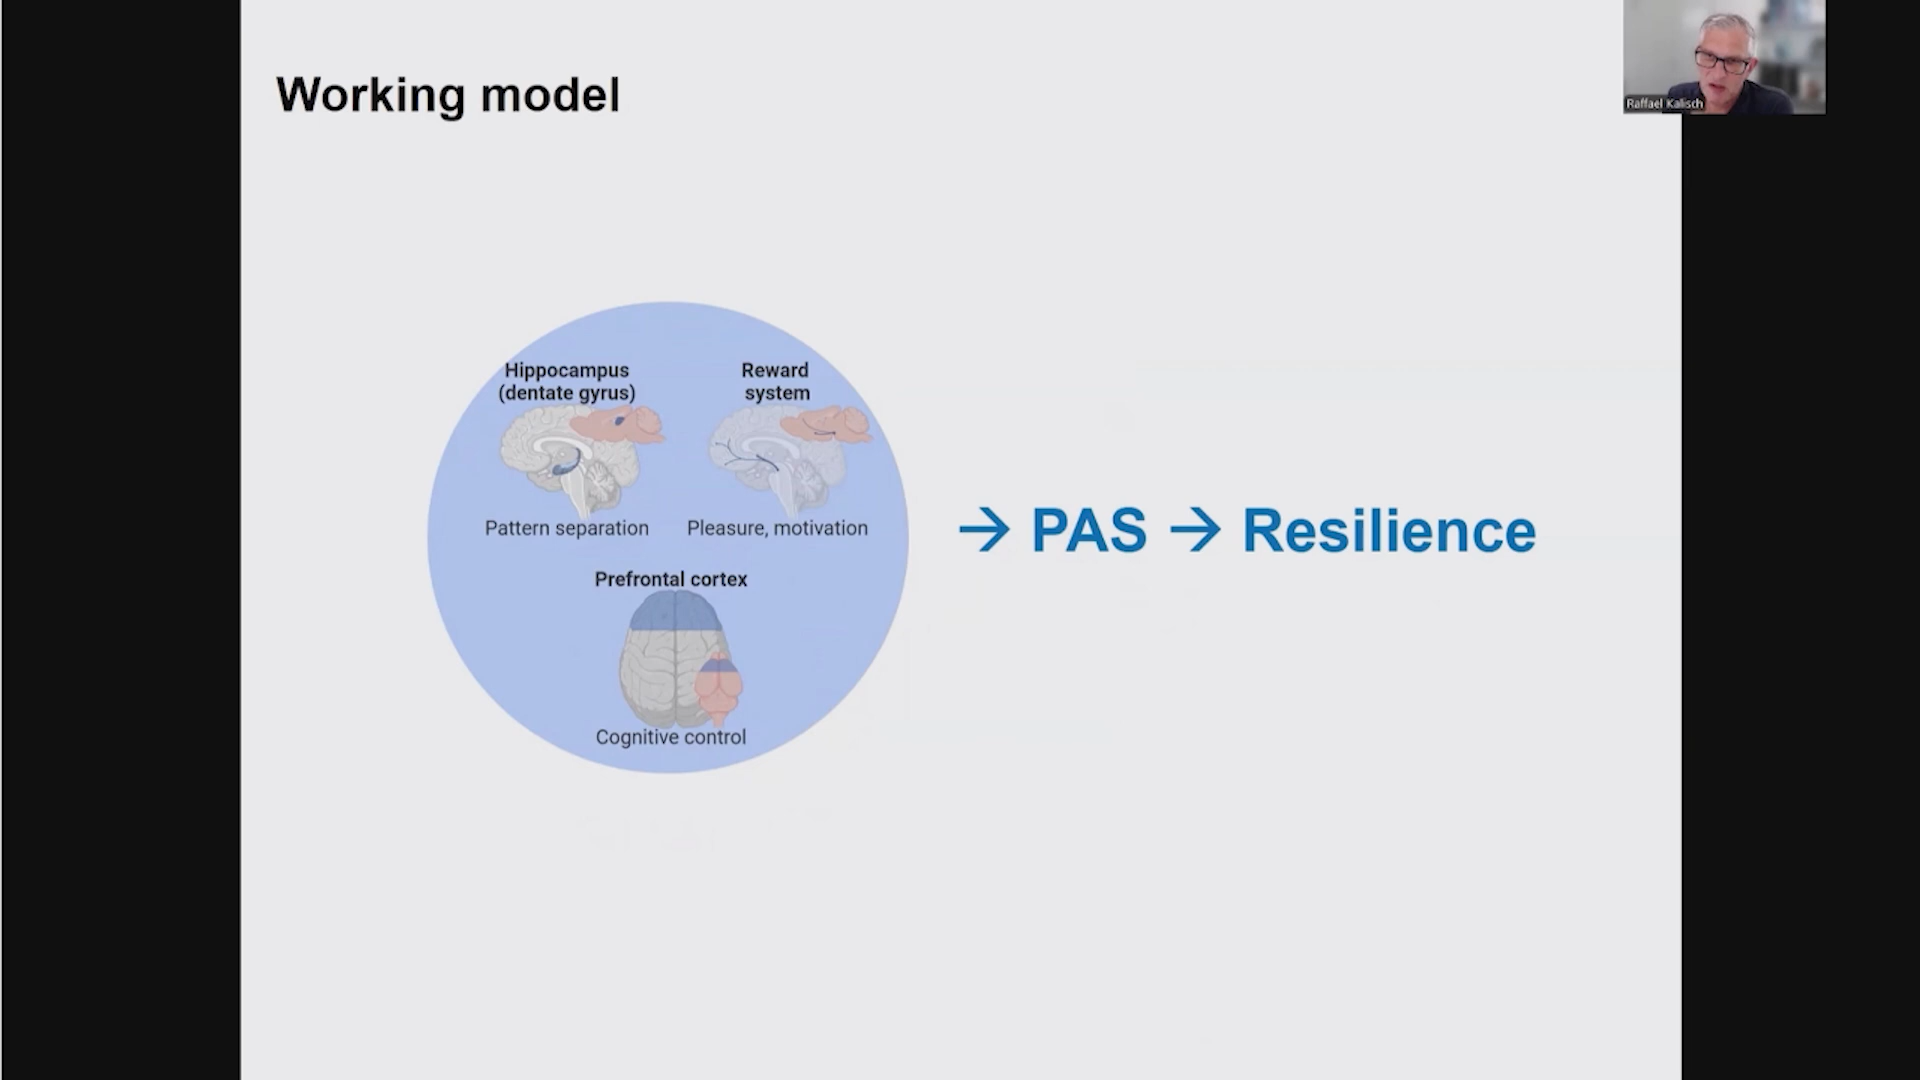 Working model
Raffael Kalisch
Hippocampus
(dentate gyrus)
Reward
system
Pattern separation
Pleasure, motivation
Prefrontal cortex
Cognitive control
→ PAS → Resilience